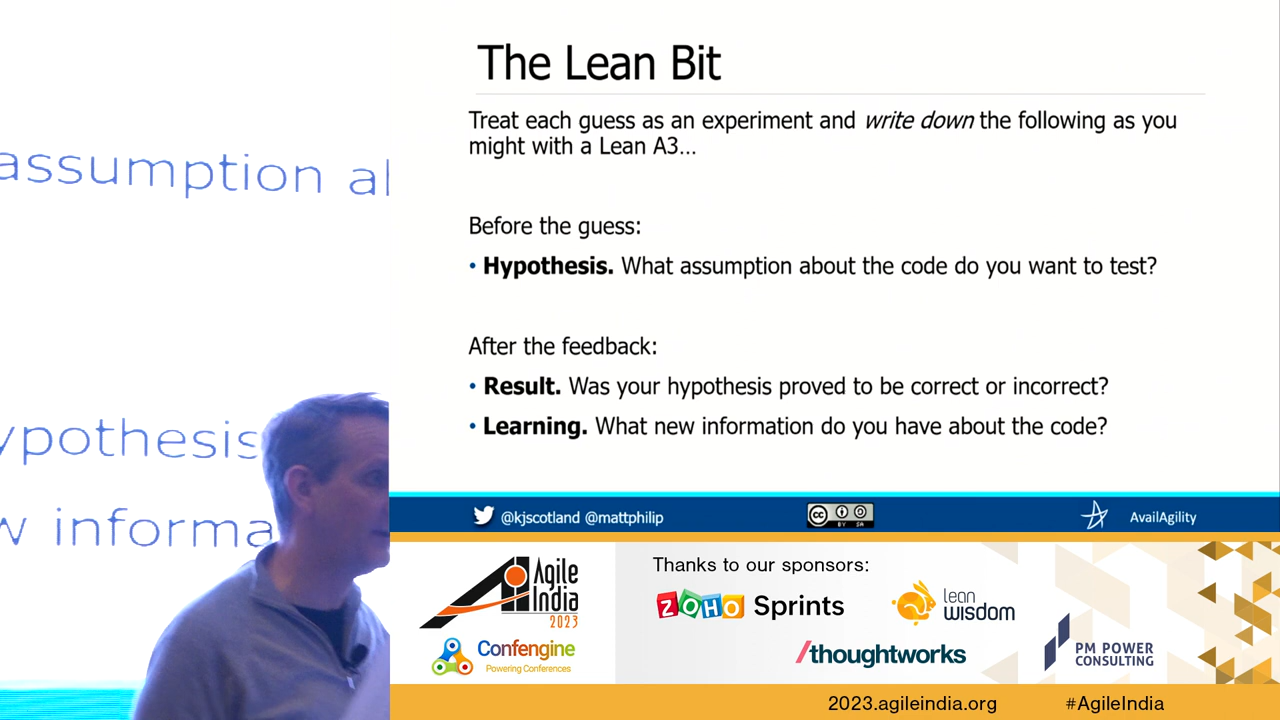 assumption al
ypothesis
w informa
The Lean Bit
Treat each guess as an experiment and write down the following as you
might with a Lean A3...
Before the guess:
• Hypothesis. What assumption about the code do you want to test?
After the feedback:
• Result. Was your hypothesis proved to be correct or incorrect?
• Learning. What new information do you have about the code?
@kjscotland @mattphilip
cc BY SA
AvailAgility
Agile
India
2023
Confengine
Powering Conferences
Thanks to our sponsors:
ZOHO Sprints
lean
wisdom
/thoughtworks
PM POWER
CONSULTING
2023.agileindia.org
#AgileIndia